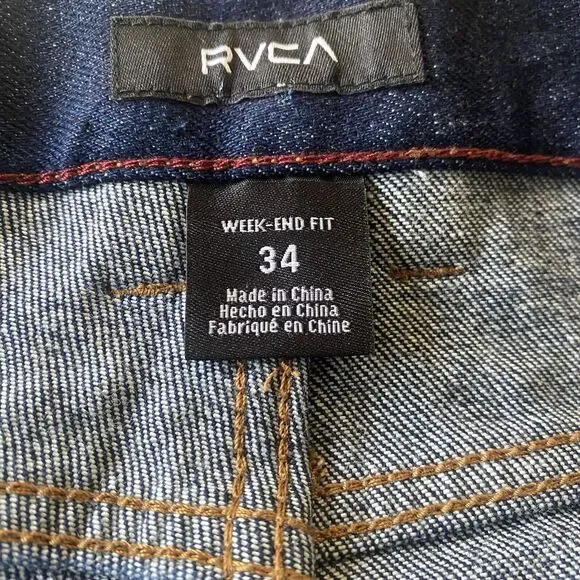 RVCA
WEEK-END FIT
34
Made in China
Hecho en China
Fabriqué en Chine